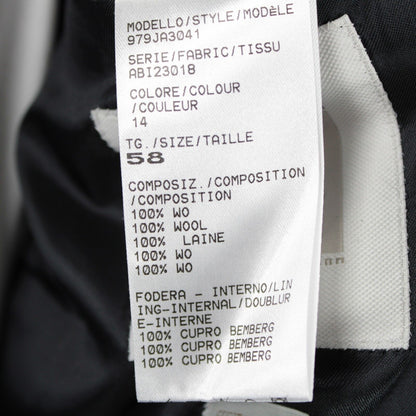 MODELLO/STYLE/MODÈLE
979JA3041
SERIE/FABRIC/TISSU
ABI23018
COLORE/COLOUR
/COULEUR
14
TG./SIZE/TAILLE
58
COMPOSIZ./COMPOSITION
/COMPOSITION
100% WO
100% WOOL
100% LAINE
100% WO
100% WO
FODERA - INTERNO/LIN
ING-INTERNAL/DOUBLUR
E-INTERNE
100% CUPRO BEMBERG
100% CUPRO BEMBERG
100% CUPRO BEMBERG